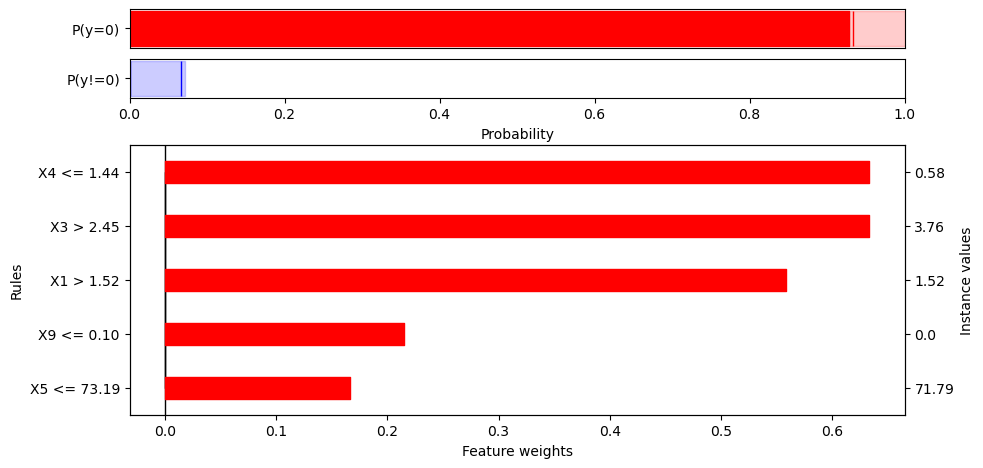 P(y=0)
P(y!=0)
0.0 0.2 0.4 0.6 0.8 1.0
Probability
X4 <= 1.44 0.58
X3 > 2.45 3.76
X1 > 1.52 1.52
X9 <= 0.10 0.0
X5 <= 73.19 71.79
Rules
Instance values
0.0 0.1 0.2 0.3 0.4 0.5 0.6
Feature weights